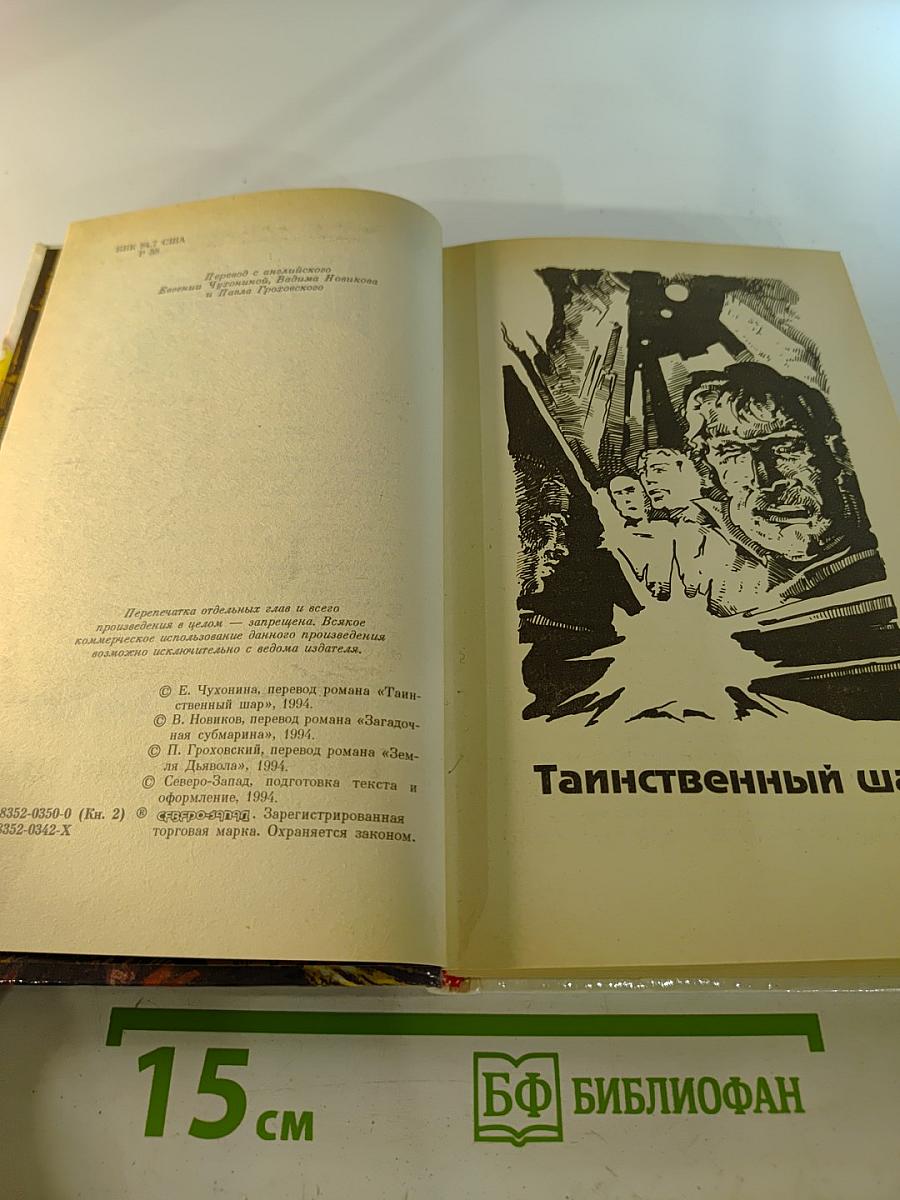 ББК 84.7 США
Р 58
Перевод с английского
Евгении Чухониной, Вадима Новикова
и Павла Гроховского
Перепечатка отдельных глав и всего
произведения в целом — запрещена. Всякое
коммерческое использование данного произведения
возможно исключительно с ведома издателя.
© Е. Чухонина, перевод романа «Таин-
ственный шар», 1994.
© В. Новиков, перевод романа «Загадоч-
ная субмарина», 1994.
© П. Гроховский, перевод романа «Зем-
ля Дьявола», 1994.
© Северо-Запад, подготовка текста и
оформление, 1994.
8352-0350-0 (Кн. 2) ® СЕВЕРО-ЗАПАД. Зарегистрированная
8352-0342-X торговая марка. Охраняется законом.
Таинственный ша
15 см
БФ БИБЛИОФАН